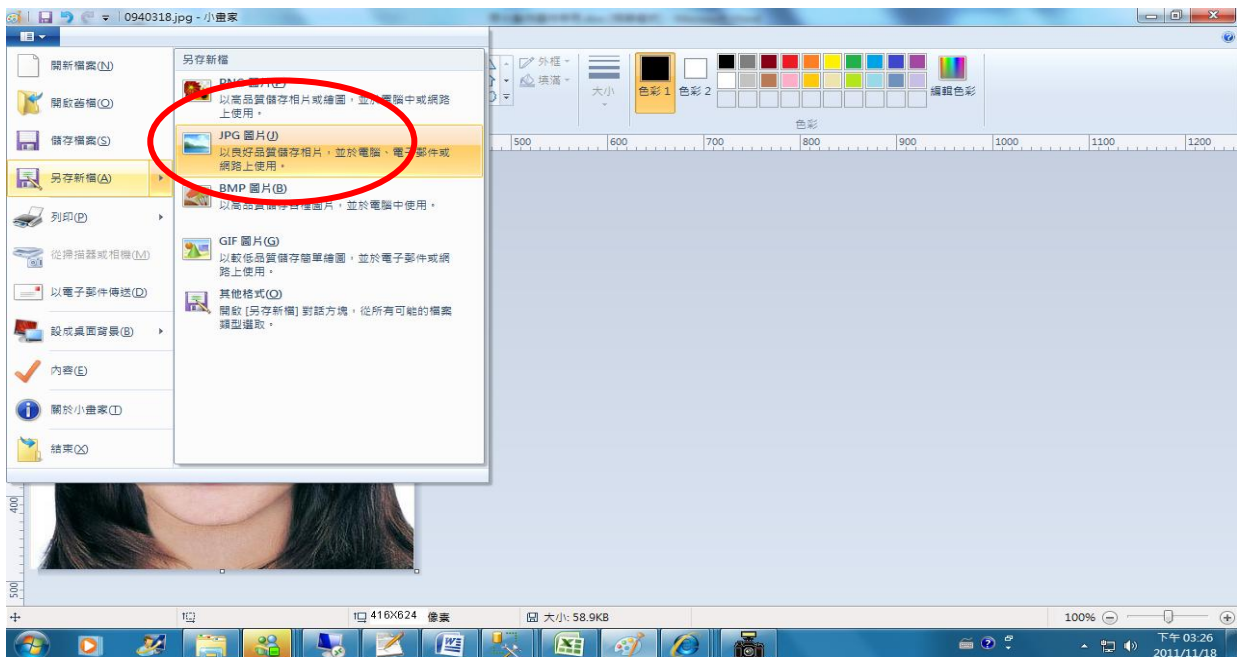 0940318.jpg - 小畫家
開新檔案(N)
開啟舊檔(O)
儲存檔案(S)
另存新檔(A)
列印(P)
從掃描器或相機(M)
以電子郵件傳送(D)
設成桌面背景(B)
內容(E)
關於小畫家(T)
結束(X)
另存新檔
PNG 圖片(P)
以高品質儲存相片或繪圖，並於電腦中或網路
上使用。
JPG 圖片(J)
以良好品質儲存相片，並於電腦、電子郵件或
網路上使用。
BMP 圖片(B)
以高品質儲存各種圖片，並於電腦中使用。
GIF 圖片(G)
以較低品質儲存簡單繪圖，並於電子郵件或網
路上使用。
其他格式(O)
開啟 [另存新檔] 對話方塊，從所有可能的檔案
類型選取。
外框
填滿
大小
色彩 1
色彩 2
編輯色彩
色彩
500 600 700 800 900 1000 1100 1200
400
500
416X624 像素
大小: 58.9KB
100%
下午 03:26
2011/11/18